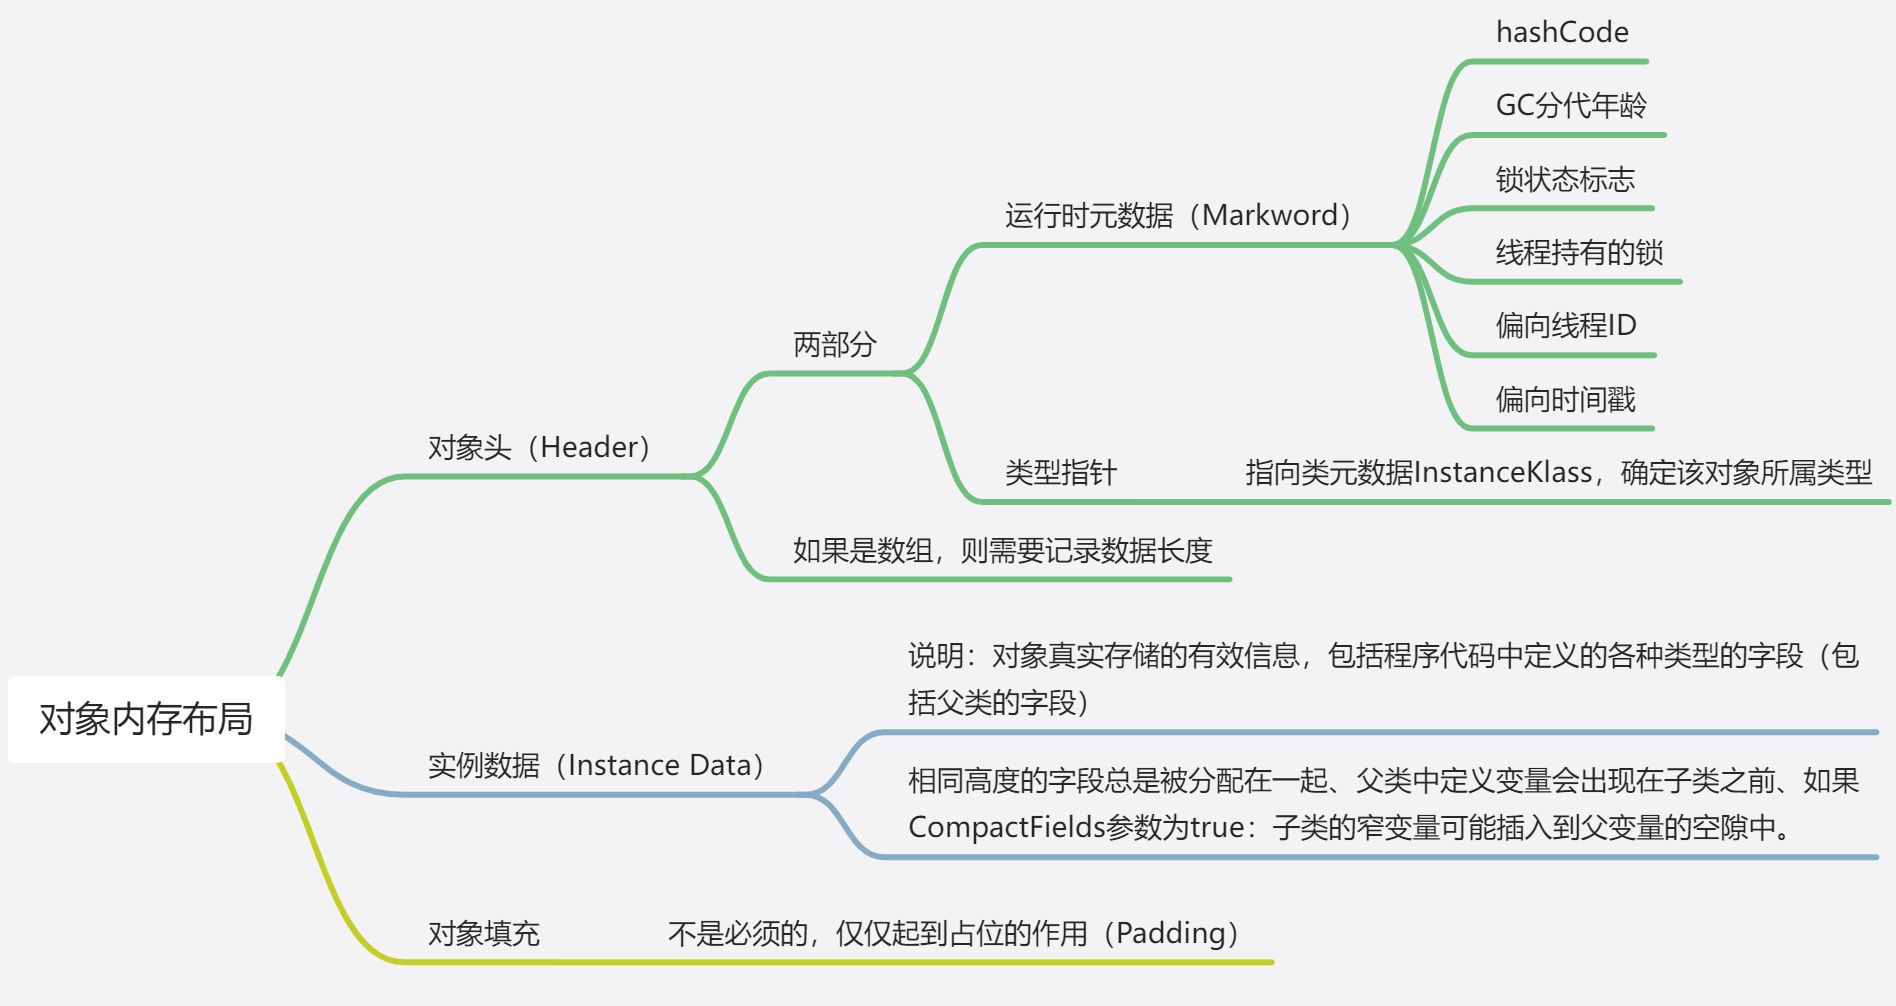 对象内存布局
对象头（Header）
两部分
运行时元数据（Markword）
hashCode
GC分代年龄
锁状态标志
线程持有的锁
偏向线程ID
偏向时间戳
类型指针
指向类元数据InstanceKlass，确定该对象所属类型
如果是数组，则需要记录数据长度
实例数据（Instance Data）
说明：对象真实存储的有效信息，包括程序代码中定义的各种类型的字段（包
括父类的字段）
相同高度的字段总是被分配在一起、父类中定义变量会出现在子类之前、如果
CompactFields参数为true：子类的窄变量可能插入到父变量的空隙中。
对象填充
不是必须的，仅仅起到占位的作用（Padding）